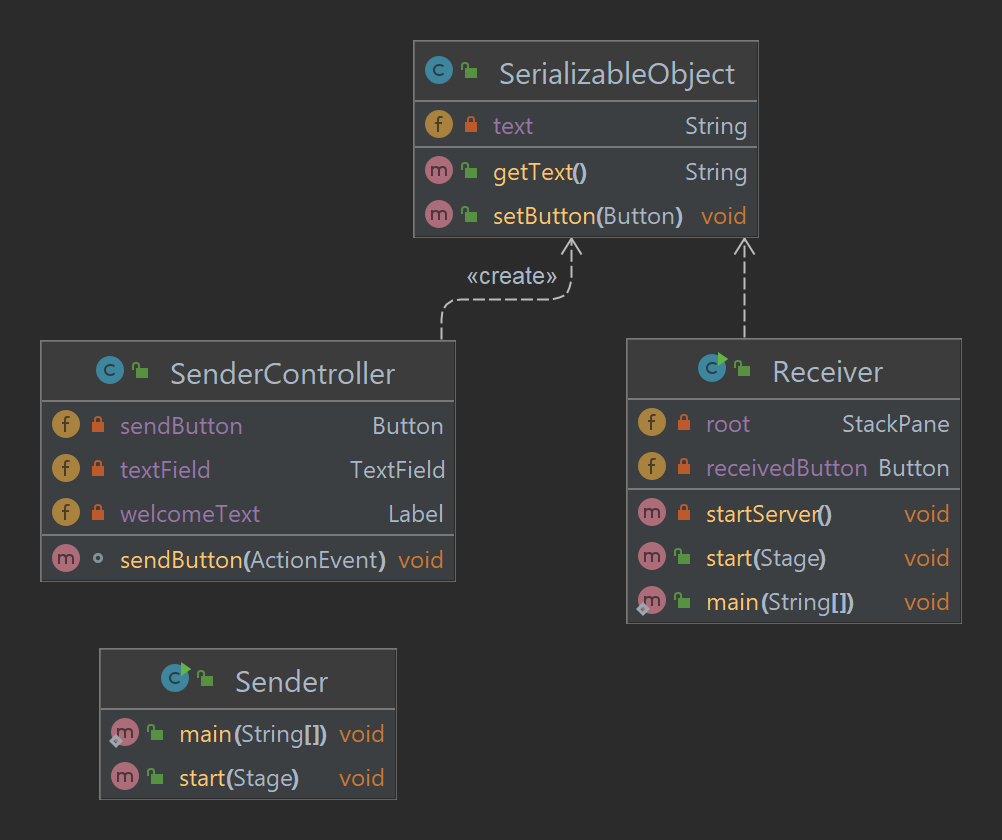 SerializableObject
text String
getText() String
setButton(Button) void
«create»
SenderController
sendButton Button
textField TextField
welcomeText Label
sendButton(ActionEvent) void
Receiver
root StackPane
receivedButton Button
startServer() void
start(Stage) void
main(String[]) void
Sender
main(String[]) void
start(Stage) void